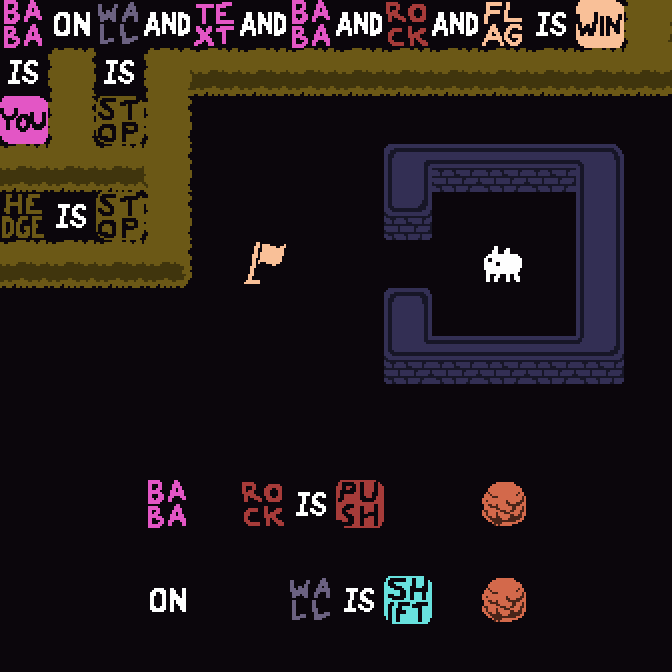 BABA ON WALL AND TEXT AND BABA AND ROCK AND FLAG IS WIN
IS IS
YOU STOP
HEDGE IS STOP
BABA ROCK IS PUSH
ON WALL IS SHIFT